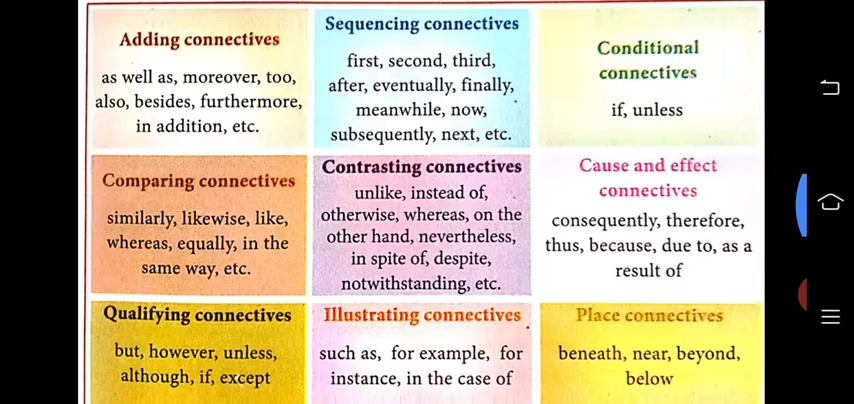 Adding connectives
as well as, moreover, too,
also, besides, furthermore,
in addition, etc.
Sequencing connectives
first, second, third,
after, eventually, finally,
meanwhile, now,
subsequently, next, etc.
Conditional
connectives
if, unless
Comparing connectives
similarly, likewise, like,
whereas, equally, in the
same way, etc.
Contrasting connectives
unlike, instead of,
otherwise, whereas, on the
other hand, nevertheless,
in spite of, despite,
notwithstanding, etc.
Cause and effect
connectives
consequently, therefore,
thus, because, due to, as a
result of
Qualifying connectives
but, however, unless,
although, if, except
Illustrating connectives
such as, for example, for
instance, in the case of
Place connectives
beneath, near, beyond,
below